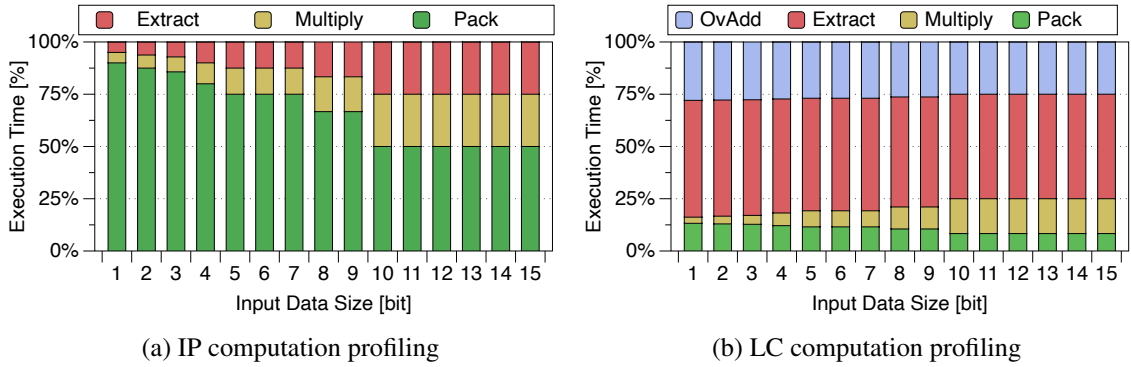 Extract Multiply Pack
Execution Time [%]
100%
75%
50%
25%
0%
1 2 3 4 5 6 7 8 9 10 11 12 13 14 15
Input Data Size [bit]
(a) IP computation profiling
OvAdd Extract Multiply Pack
Execution Time [%]
100%
75%
50%
25%
0%
1 2 3 4 5 6 7 8 9 10 11 12 13 14 15
Input Data Size [bit]
(b) LC computation profiling